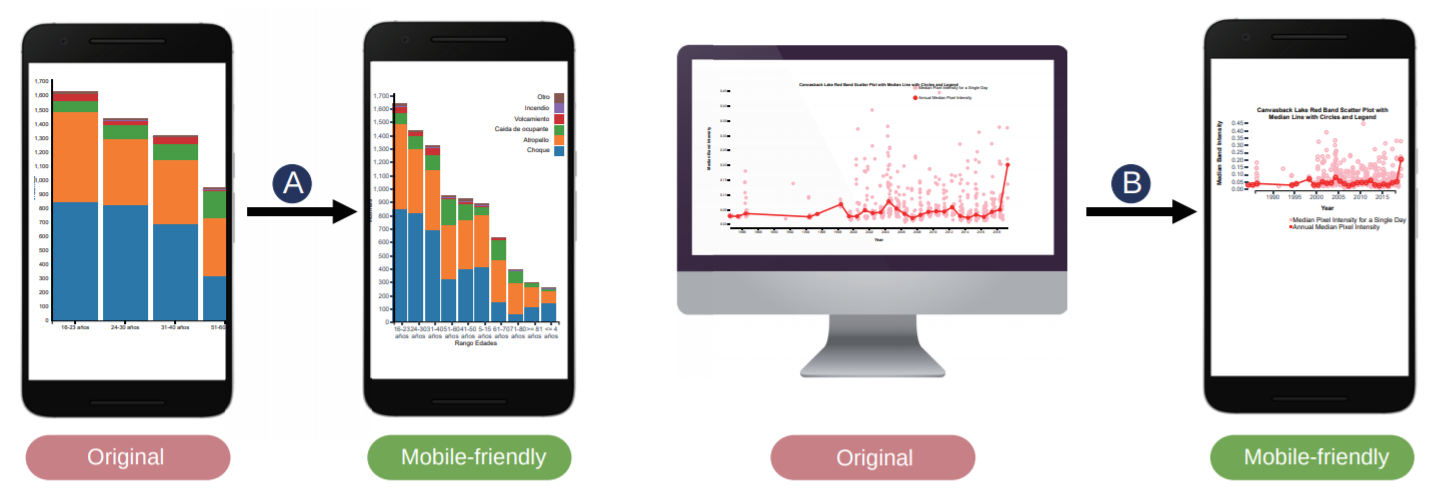 1,700
1,600
1,500
1,400
1,300
1,200
1,100
1,000
900
800
700
600
500
400
300
200
100
0
16-23 años 24-30 años 31-40 años
Original
A
1,700
1,600
1,500
1,400
1,300
1,200
1,100
1,000
900
800
700
600
500
400
300
200
100
0
Otro
Incendio
Volcamiento
Caida de ocupante
Atropello
Choque
16-23 24-30 31-40 51-60 41-50 5-15 61-70 71-80 >= 81 <= 4
años años años años años años años años años años
Rango Edades
Mobile-friendly
Canvasback Lake Red Band Scatter Plot with Median Line with Circles and Legend
Median Pixel Intensity for a Single Day
Annual Median Pixel Intensity
Median Band Intensity
Year
Original
B
Canvasback Lake Red Band Scatter Plot with
Median Line with Circles and Legend
Median Band Intensity
0.45
0.40
0.35
0.30
0.25
0.20
0.15
0.10
0.05
0.00
1990 1995 2000 2005 2010 2015
Year
Median Pixel Intensity for a Single Day
Annual Median Pixel Intensity
Mobile-friendly